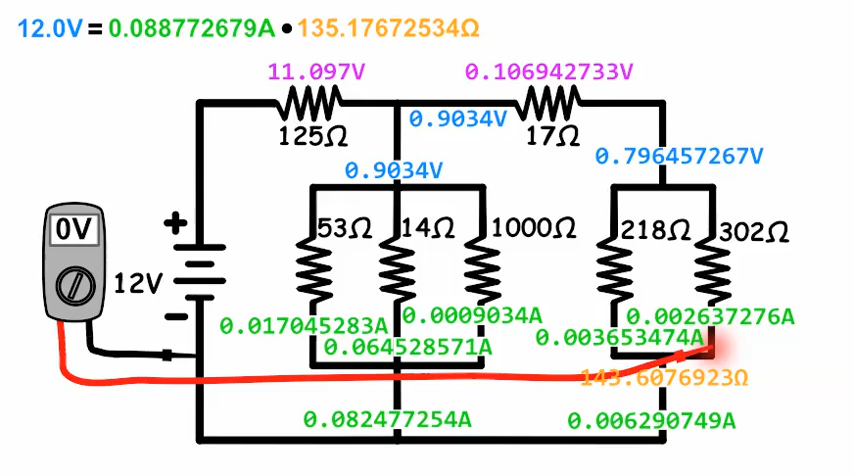 12.0V = 0.088772679A • 135.17672534Ω
11.097V
0.106942733V
125Ω
0.9034V
17Ω
0.9034V
0.796457267V
0V
53Ω
14Ω
1000Ω
218Ω
302Ω
+
12V
−
0.017045283A
0.0009034A
0.002637276A
0.064528571A
0.003653474A
143.6076923Ω
0.082477254A
0.006290749A